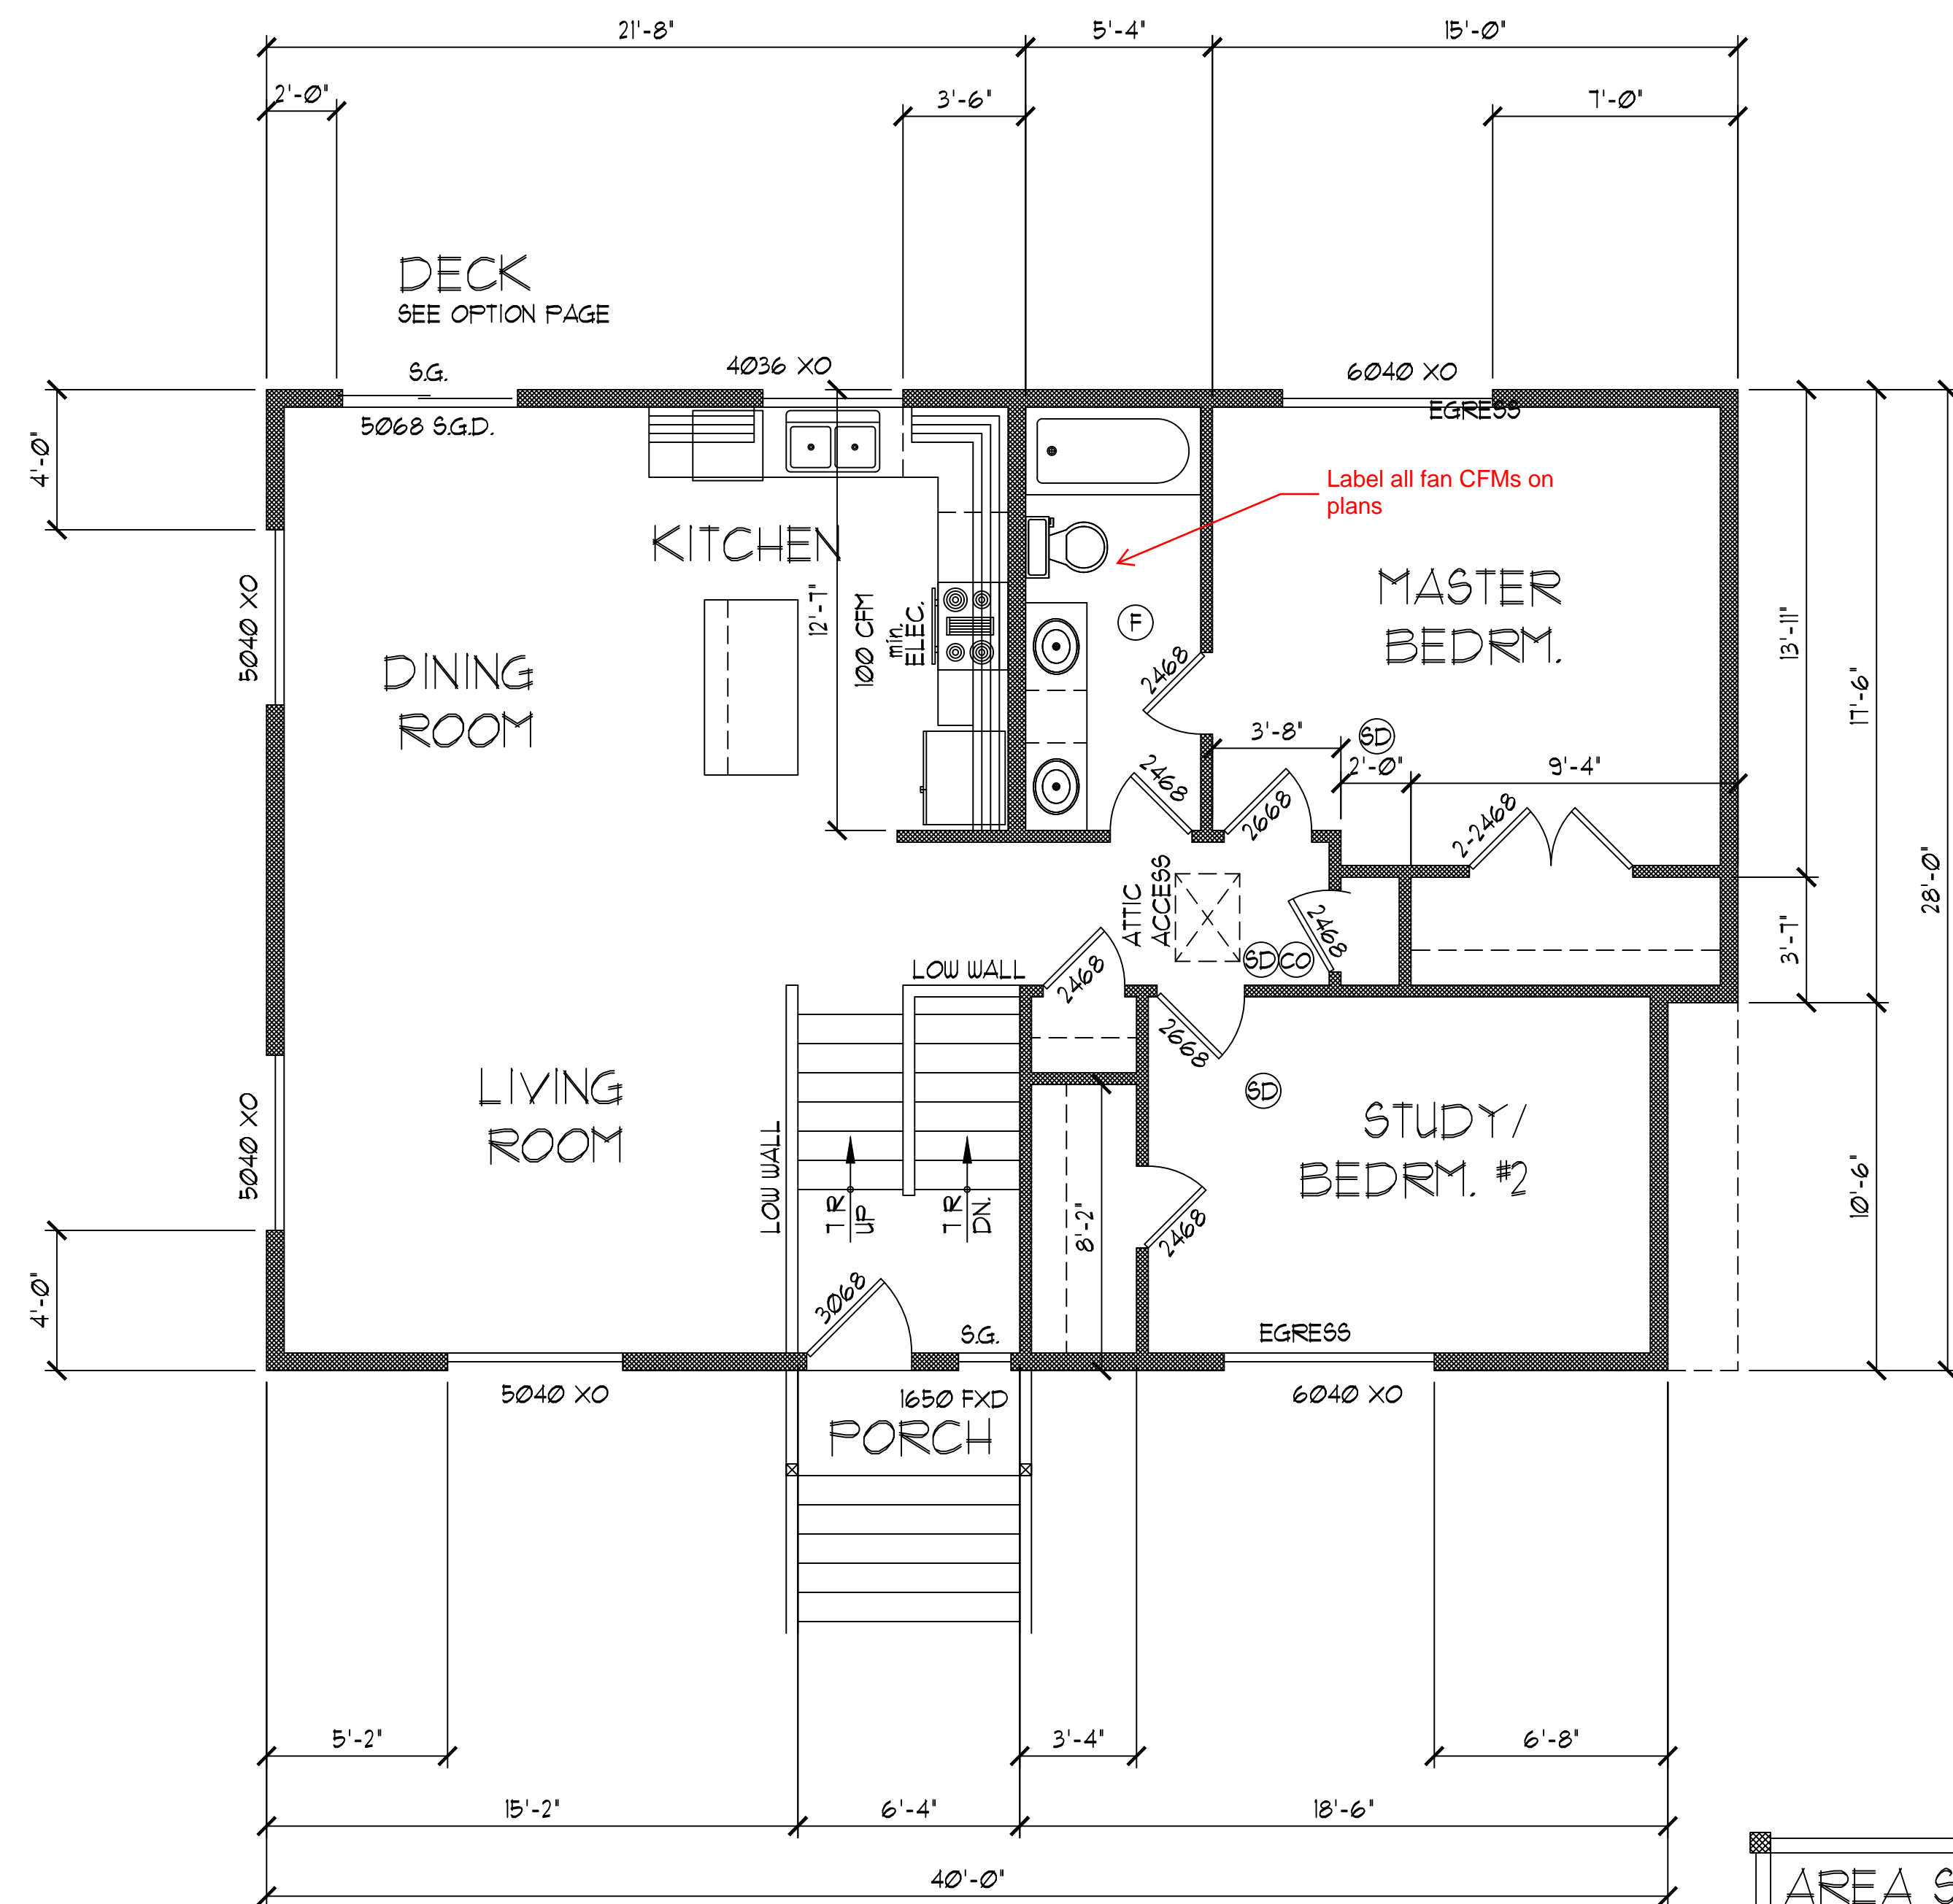 21'-8"
5'-4"
15'-0"
2'-0"
3'-6"
7'-0"
DECK
SEE OPTION PAGE
S.G.
4036 XO
6040 XO
EGRESS
5068 S.G.D.
4'-0"
Label all fan CFMs on
plans
KITCHEN
MASTER
BEDRM.
5040 XO
12'-7"
100 CFM
min.
ELEC.
F
13'-11"
DINING
ROOM
2468
17'-6"
3'-8"
SD
2'-0"
9'-4"
2468
2668
2-2468
28'-0"
ATTIC
ACCESS
2468
3'-7"
LOW WALL
2468
SD
CO
2668
LIVING
ROOM
SD
STUDY/
BEDRM. #2
5040 XO
LOW WALL
7 R
UP
7 R
DN.
8'-2"
2468
10'-6"
4'-0"
3068
S.G.
EGRESS
5040 XO
1650 FXD
6040 XO
PORCH
5'-2"
3'-4"
6'-8"
15'-2"
6'-4"
18'-6"
40'-0"
AREA S